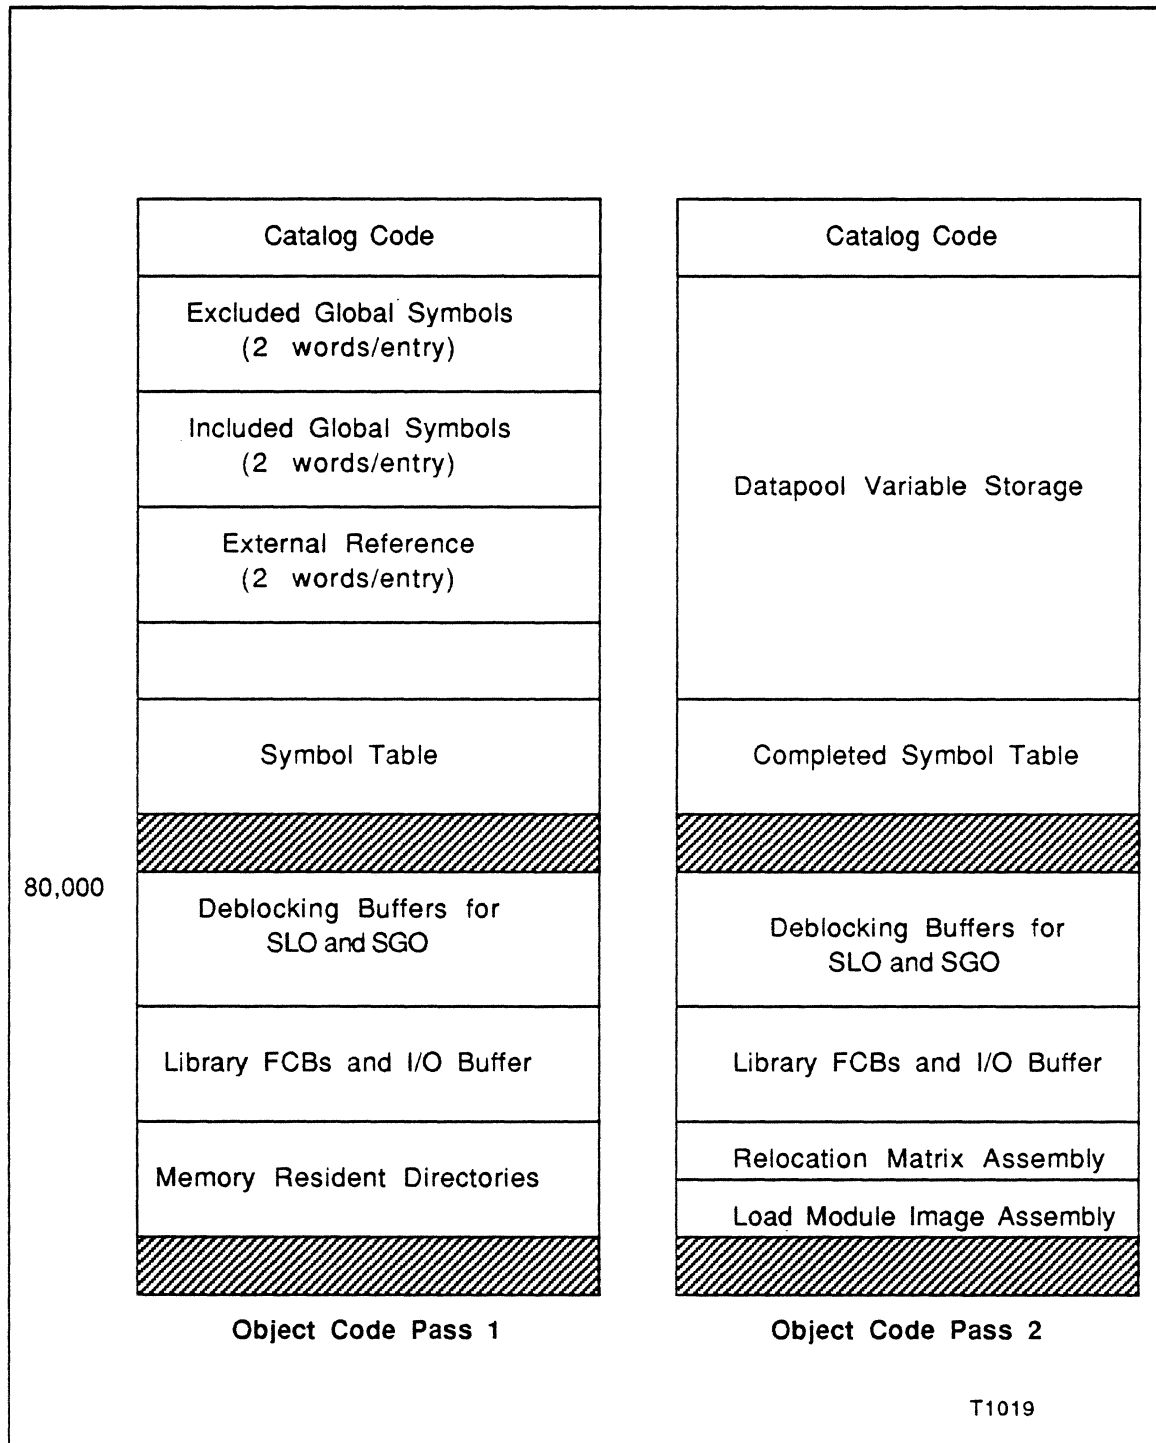 Catalog Code
Excluded Global Symbols
(2 words/entry)
Included Global Symbols
(2 words/entry)
External Reference
(2 words/entry)
Symbol Table
80,000
Deblocking Buffers for
SLO and SGO
Library FCBs and I/O Buffer
Memory Resident Directories
Object Code Pass 1
Catalog Code
Datapool Variable Storage
Completed Symbol Table
Deblocking Buffers for
SLO and SGO
Library FCBs and I/O Buffer
Relocation Matrix Assembly
Load Module Image Assembly
Object Code Pass 2
T1019